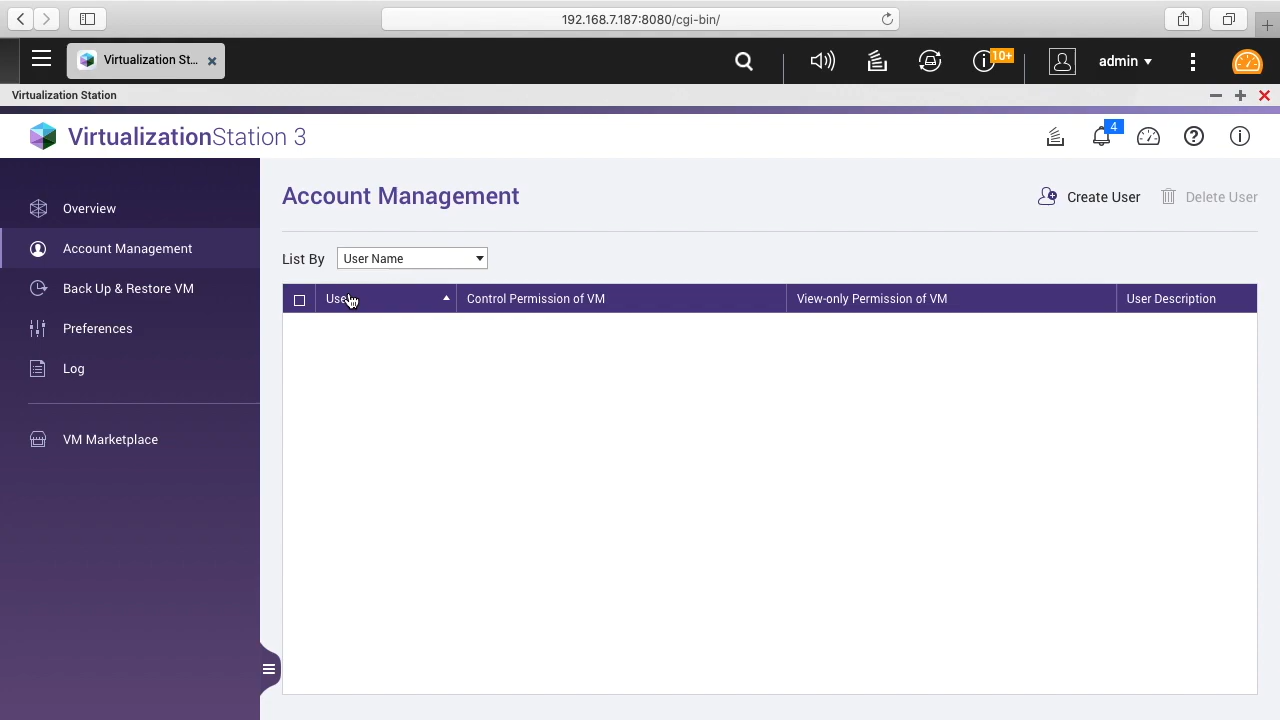 192.168.7.187:8080/cgi-bin/
Virtualization St...
10+
admin
Virtualization Station
VirtualizationStation 3
4
Overview
Account Management
Back Up & Restore VM
Preferences
Log
VM Marketplace
Account Management
Create User
Delete User
List By
User Name
Control Permission of VM
View-only Permission of VM
User Description